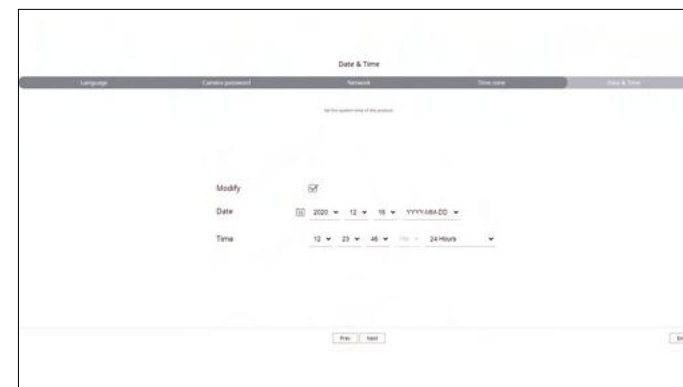 Date & Time
Language Camera password Network Time zone Date & Time
Set the system time of the product.
Modify
Date 2020 12 16 YYYY-MM-DD
Time 12 23 46 24 Hours
Prev Next